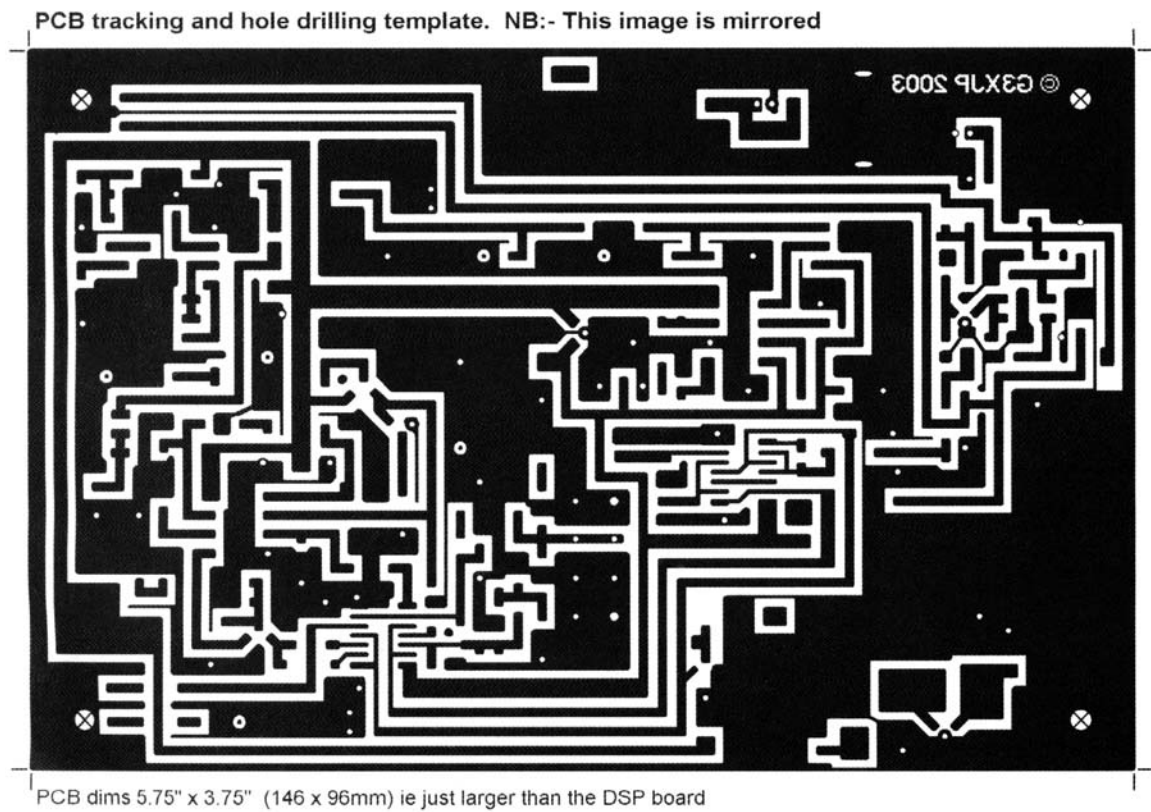 PCB tracking and hole drilling template. NB:- This image is mirrored
© G3XJP 2003
PCB dims 5.75" x 3.75" (146 x 96mm) ie just larger than the DSP board